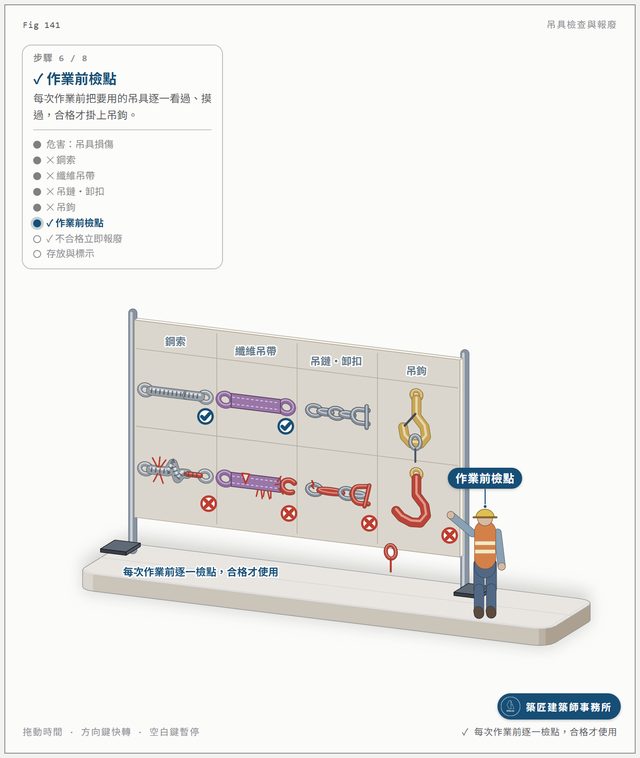 Fig 141
吊具檢查與報廢
步驟 6 / 8
✓ 作業前檢點
每次作業前把要用的吊具逐一看過、摸
過，合格才掛上吊鉤。
危害：吊具損傷
✕ 鋼索
✕ 纖維吊帶
✕ 吊鏈・卸扣
✕ 吊鉤
✓ 作業前檢點
✓ 不合格立即報廢
存放與標示
鋼索
纖維吊帶
吊鏈・卸扣
吊鉤
作業前檢點
每次作業前逐一檢點，合格才使用
築匠建築師事務所
拖動時間 · 方向鍵快轉 · 空白鍵暫停
✓ 每次作業前逐一檢點，合格才使用